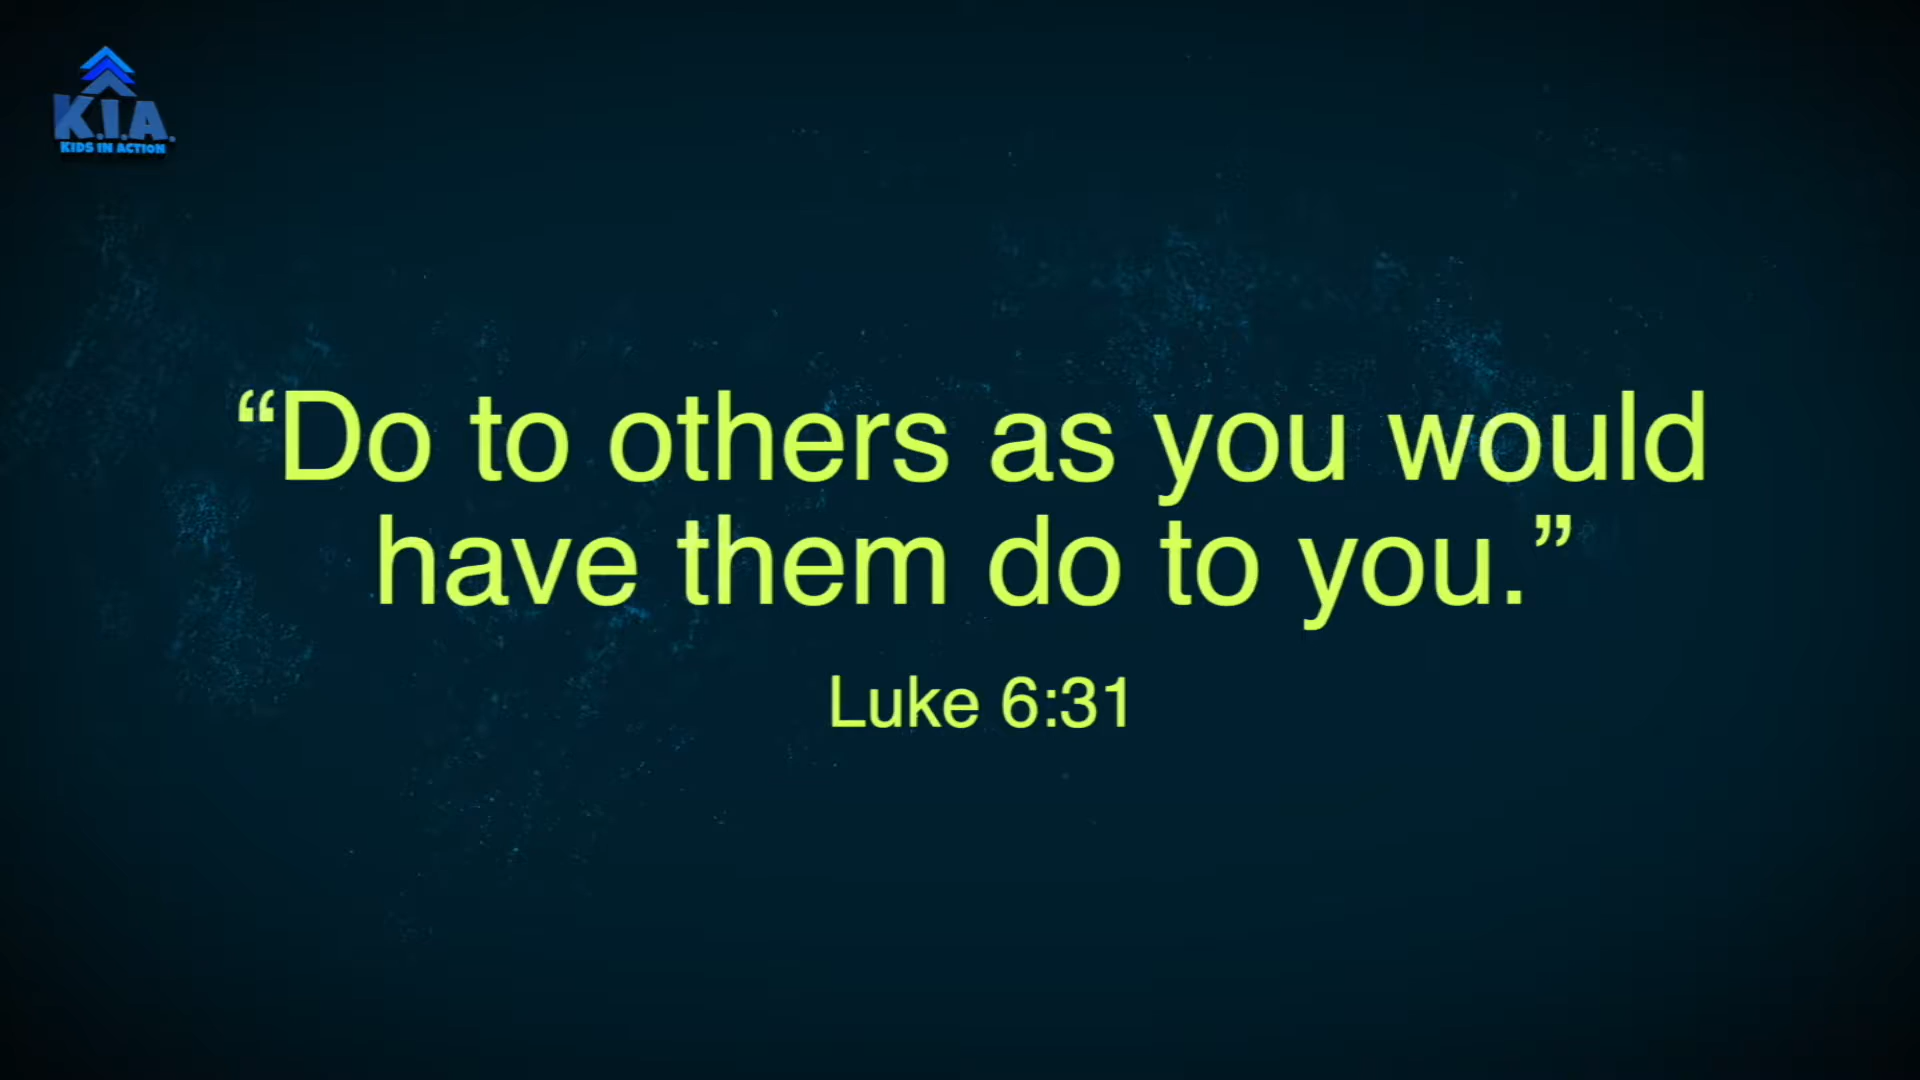 K.I.A.
KIDS IN ACTION
“Do to others as you would
have them do to you.”
Luke 6:31